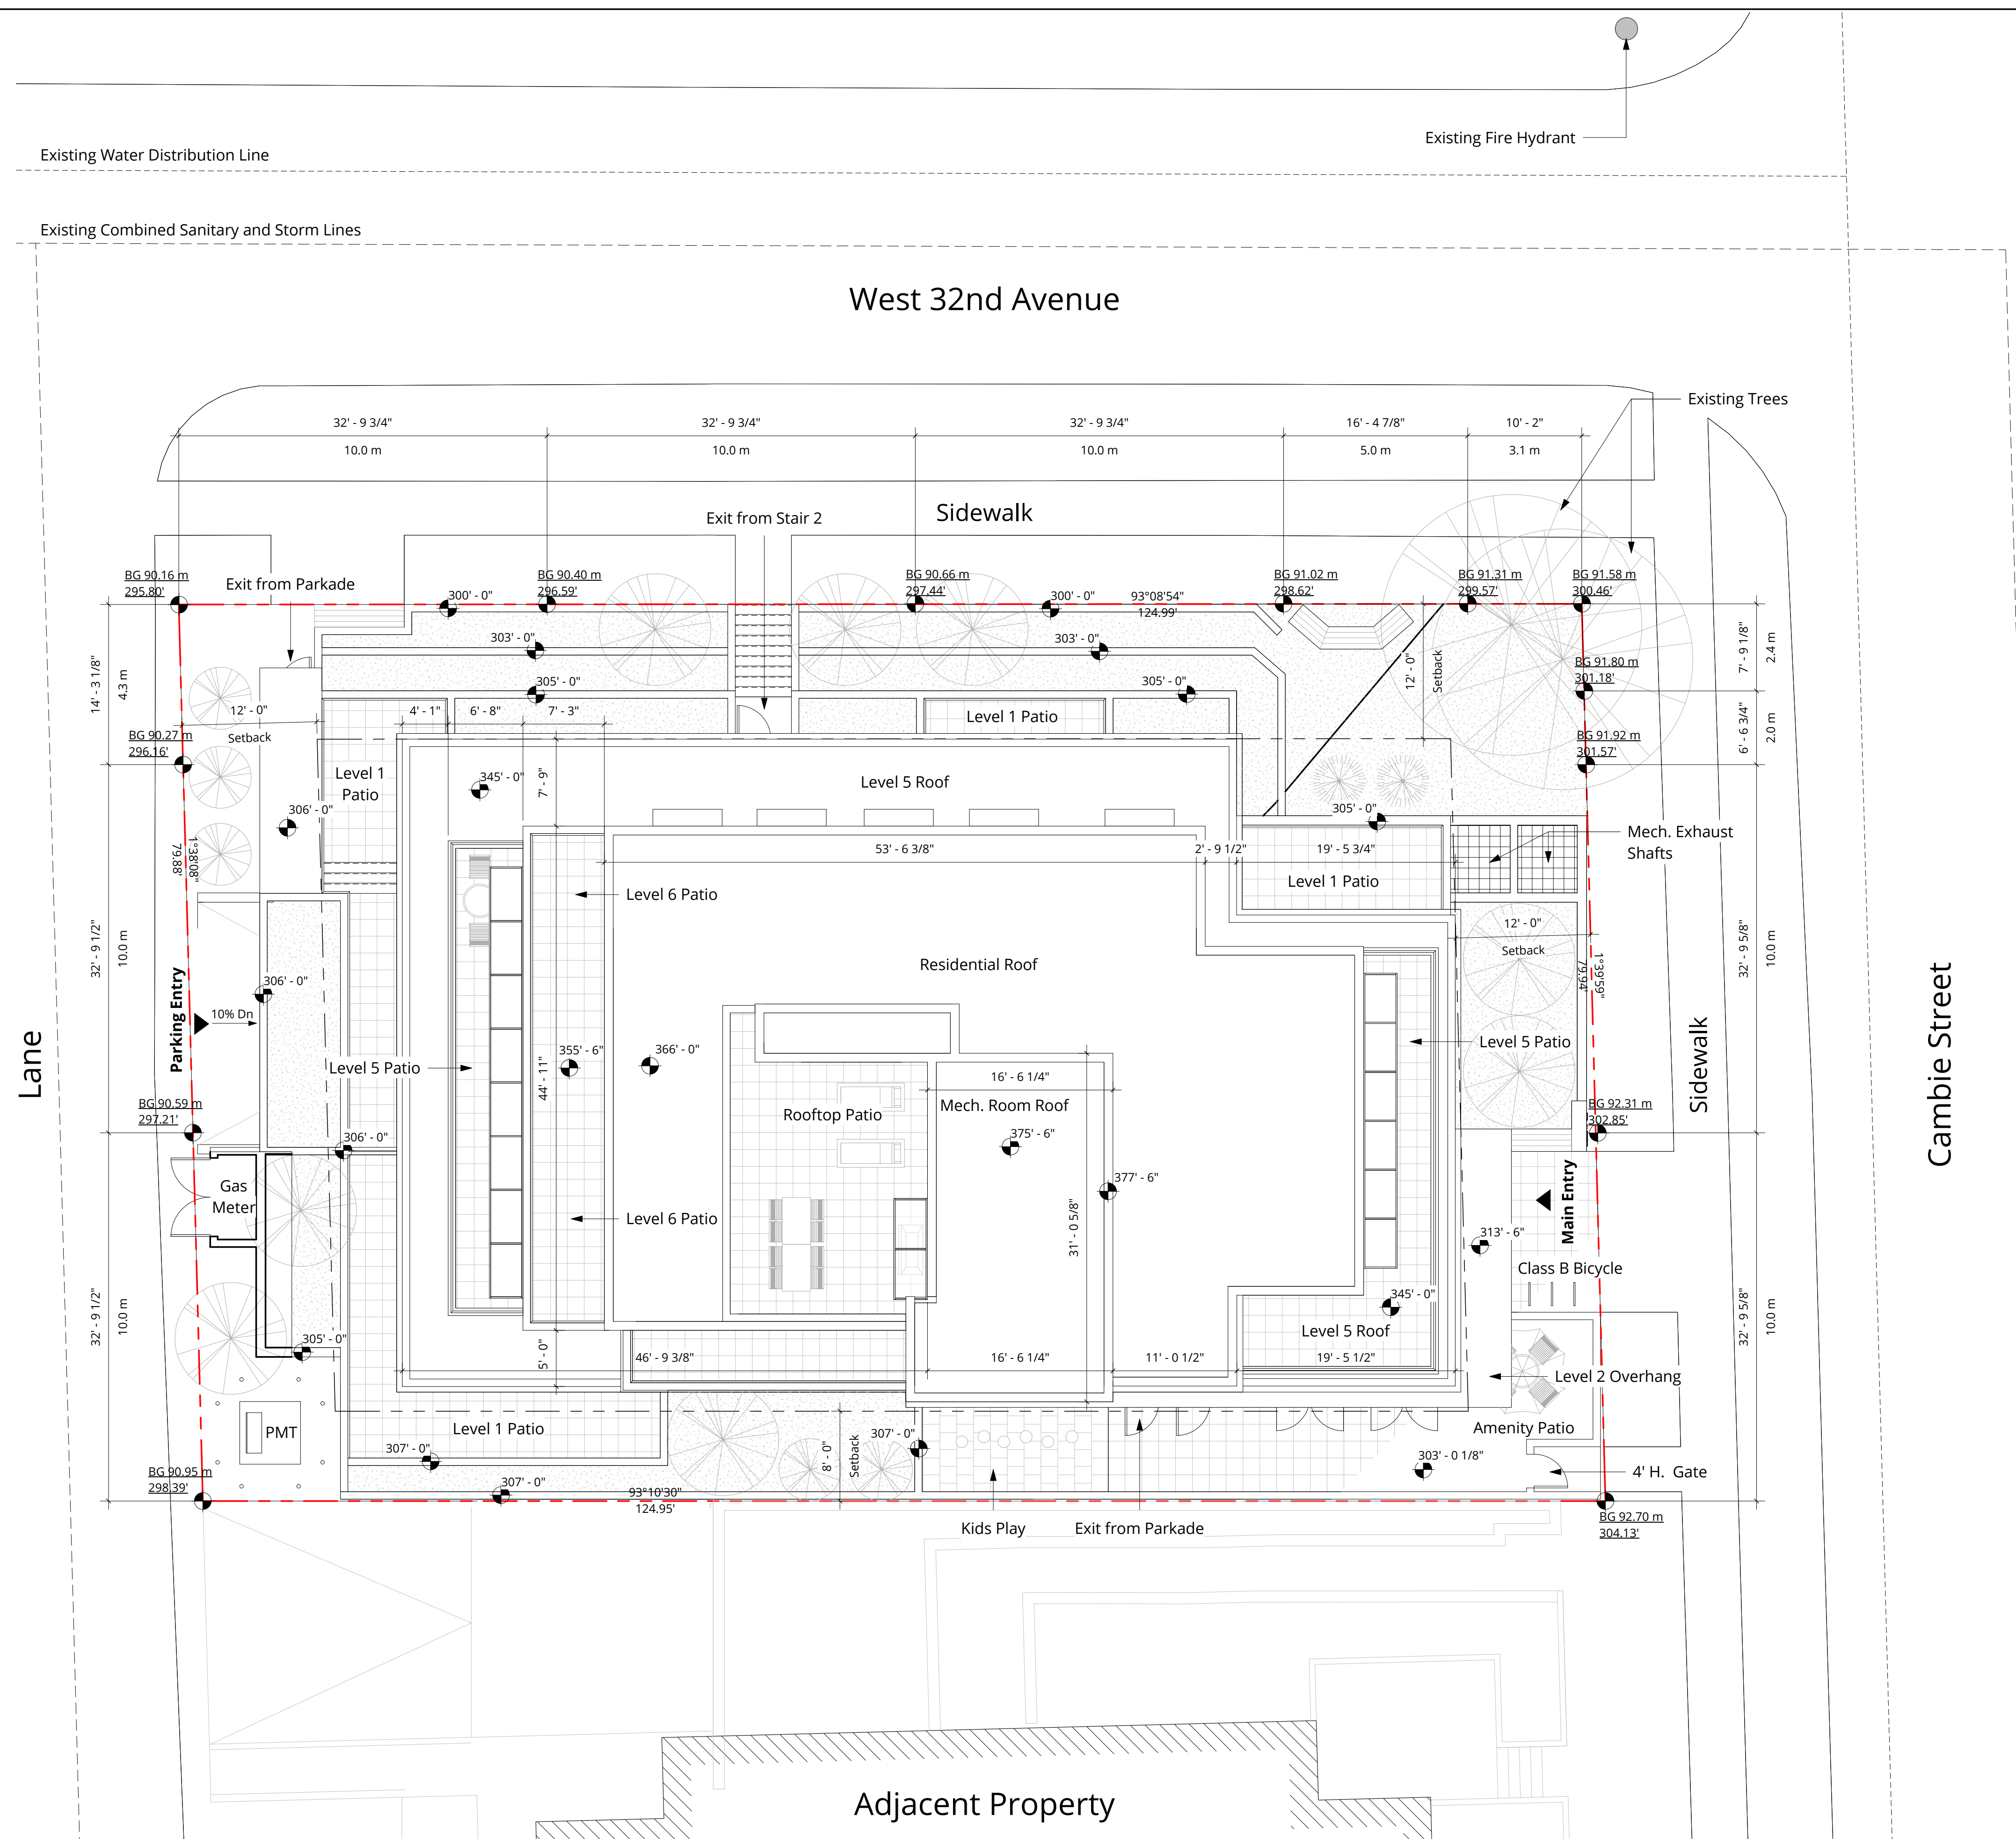 Existing Fire Hydrant
Existing Water Distribution Line
Existing Combined Sanitary and Storm Lines
West 32nd Avenue
Existing Trees
32' - 9 3/4"
32' - 9 3/4"
32' - 9 3/4"
16' - 4 7/8"
10' - 2"
10.0 m
10.0 m
10.0 m
5.0 m
3.1 m
Exit from Stair 2
Sidewalk
BG 90.16 m
295.80'
Exit from Parkade
BG 90.40 m
296.59'
BG 90.66 m
297.44'
BG 91.02 m
298.62'
BG 91.31 m
299.57'
BG 91.58 m
300.46'
300' - 0"
300' - 0"
93°08'54"
124.99'
303' - 0"
303' - 0"
14' - 3 1/8"
4.3 m
12' - 0"
Setback
7' - 9 1/8"
2.4 m
BG 91.80 m
301.18'
305' - 0"
305' - 0"
12' - 0"
Setback
4' - 1"
6' - 8"
7' - 3"
Level 1 Patio
BG 90.27 m
296.16'
6' - 6 3/4"
2.0 m
BG 91.92 m
301.57'
Level 1
Patio
345' - 0"
7' - 9"
Level 5 Roof
306' - 0"
305' - 0"
Mech. Exhaust
Shafts
1°38'08"
79.88'
53' - 6 3/8"
2' - 9 1/2"
19' - 5 3/4"
Level 1 Patio
Level 6 Patio
12' - 0"
Setback
32' - 9 1/2"
10.0 m
32' - 9 5/8"
10.0 m
Residential Roof
1°39'59"
79.94'
306' - 0"
Parking Entry
10% Dn
Lane
Level 5 Patio
355' - 6"
366' - 0"
44' - 11"
Level 5 Patio
Sidewalk
Cambie Street
16' - 6 1/4"
Rooftop Patio
Mech. Room Roof
375' - 6"
BG 90.59 m
297.21'
306' - 0"
BG 92.31 m
302.85'
Gas
Meter
377' - 6"
Main Entry
Level 6 Patio
31' - 0 5/8"
313' - 6"
Class B Bicycle
345' - 0"
Level 5 Roof
32' - 9 1/2"
10.0 m
32' - 9 5/8"
10.0 m
305' - 0"
5' - 0"
46' - 9 3/8"
16' - 6 1/4"
11' - 0 1/2"
19' - 5 1/2"
Level 2 Overhang
PMT
Level 1 Patio
307' - 0"
8' - 0"
Setback
307' - 0"
Amenity Patio
303' - 0 1/8"
4' H. Gate
BG 90.95 m
298.39'
307' - 0"
93°10'30"
124.95'
Kids Play
Exit from Parkade
BG 92.70 m
304.13'
Adjacent Property